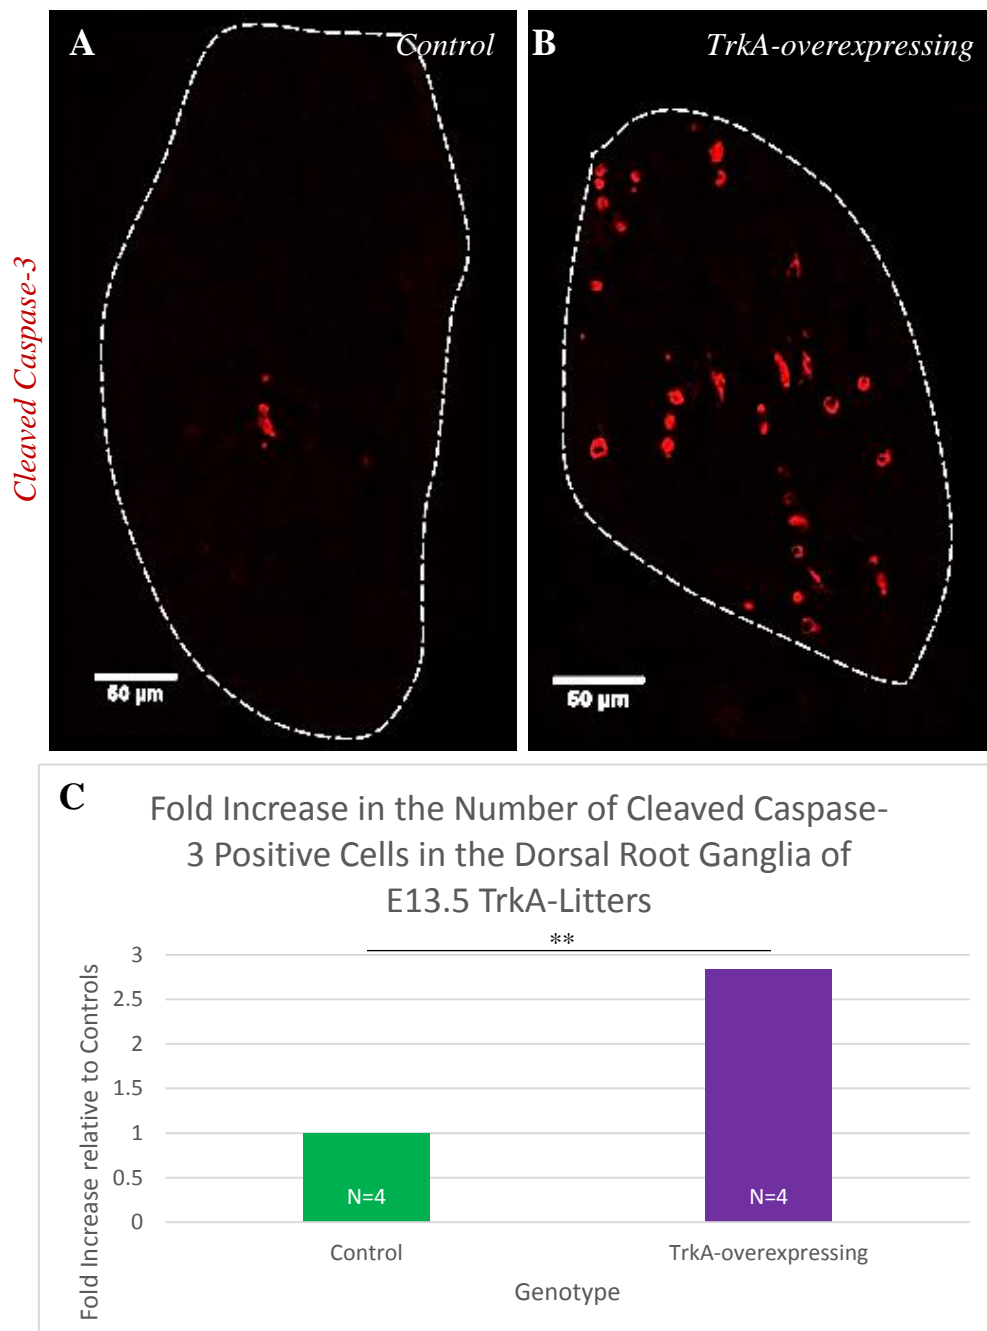 A
Control
B
TrkA-overexpressing
Cleaved Caspase-3
50 µm
50 µm
C
Fold Increase in the Number of Cleaved Caspase-
3 Positive Cells in the Dorsal Root Ganglia of
E13.5 TrkA-Litters
**
Fold Increase relative to Controls
3
2.5
2
1.5
1
0.5
0
N=4
N=4
Control
TrkA-overexpressing
Genotype